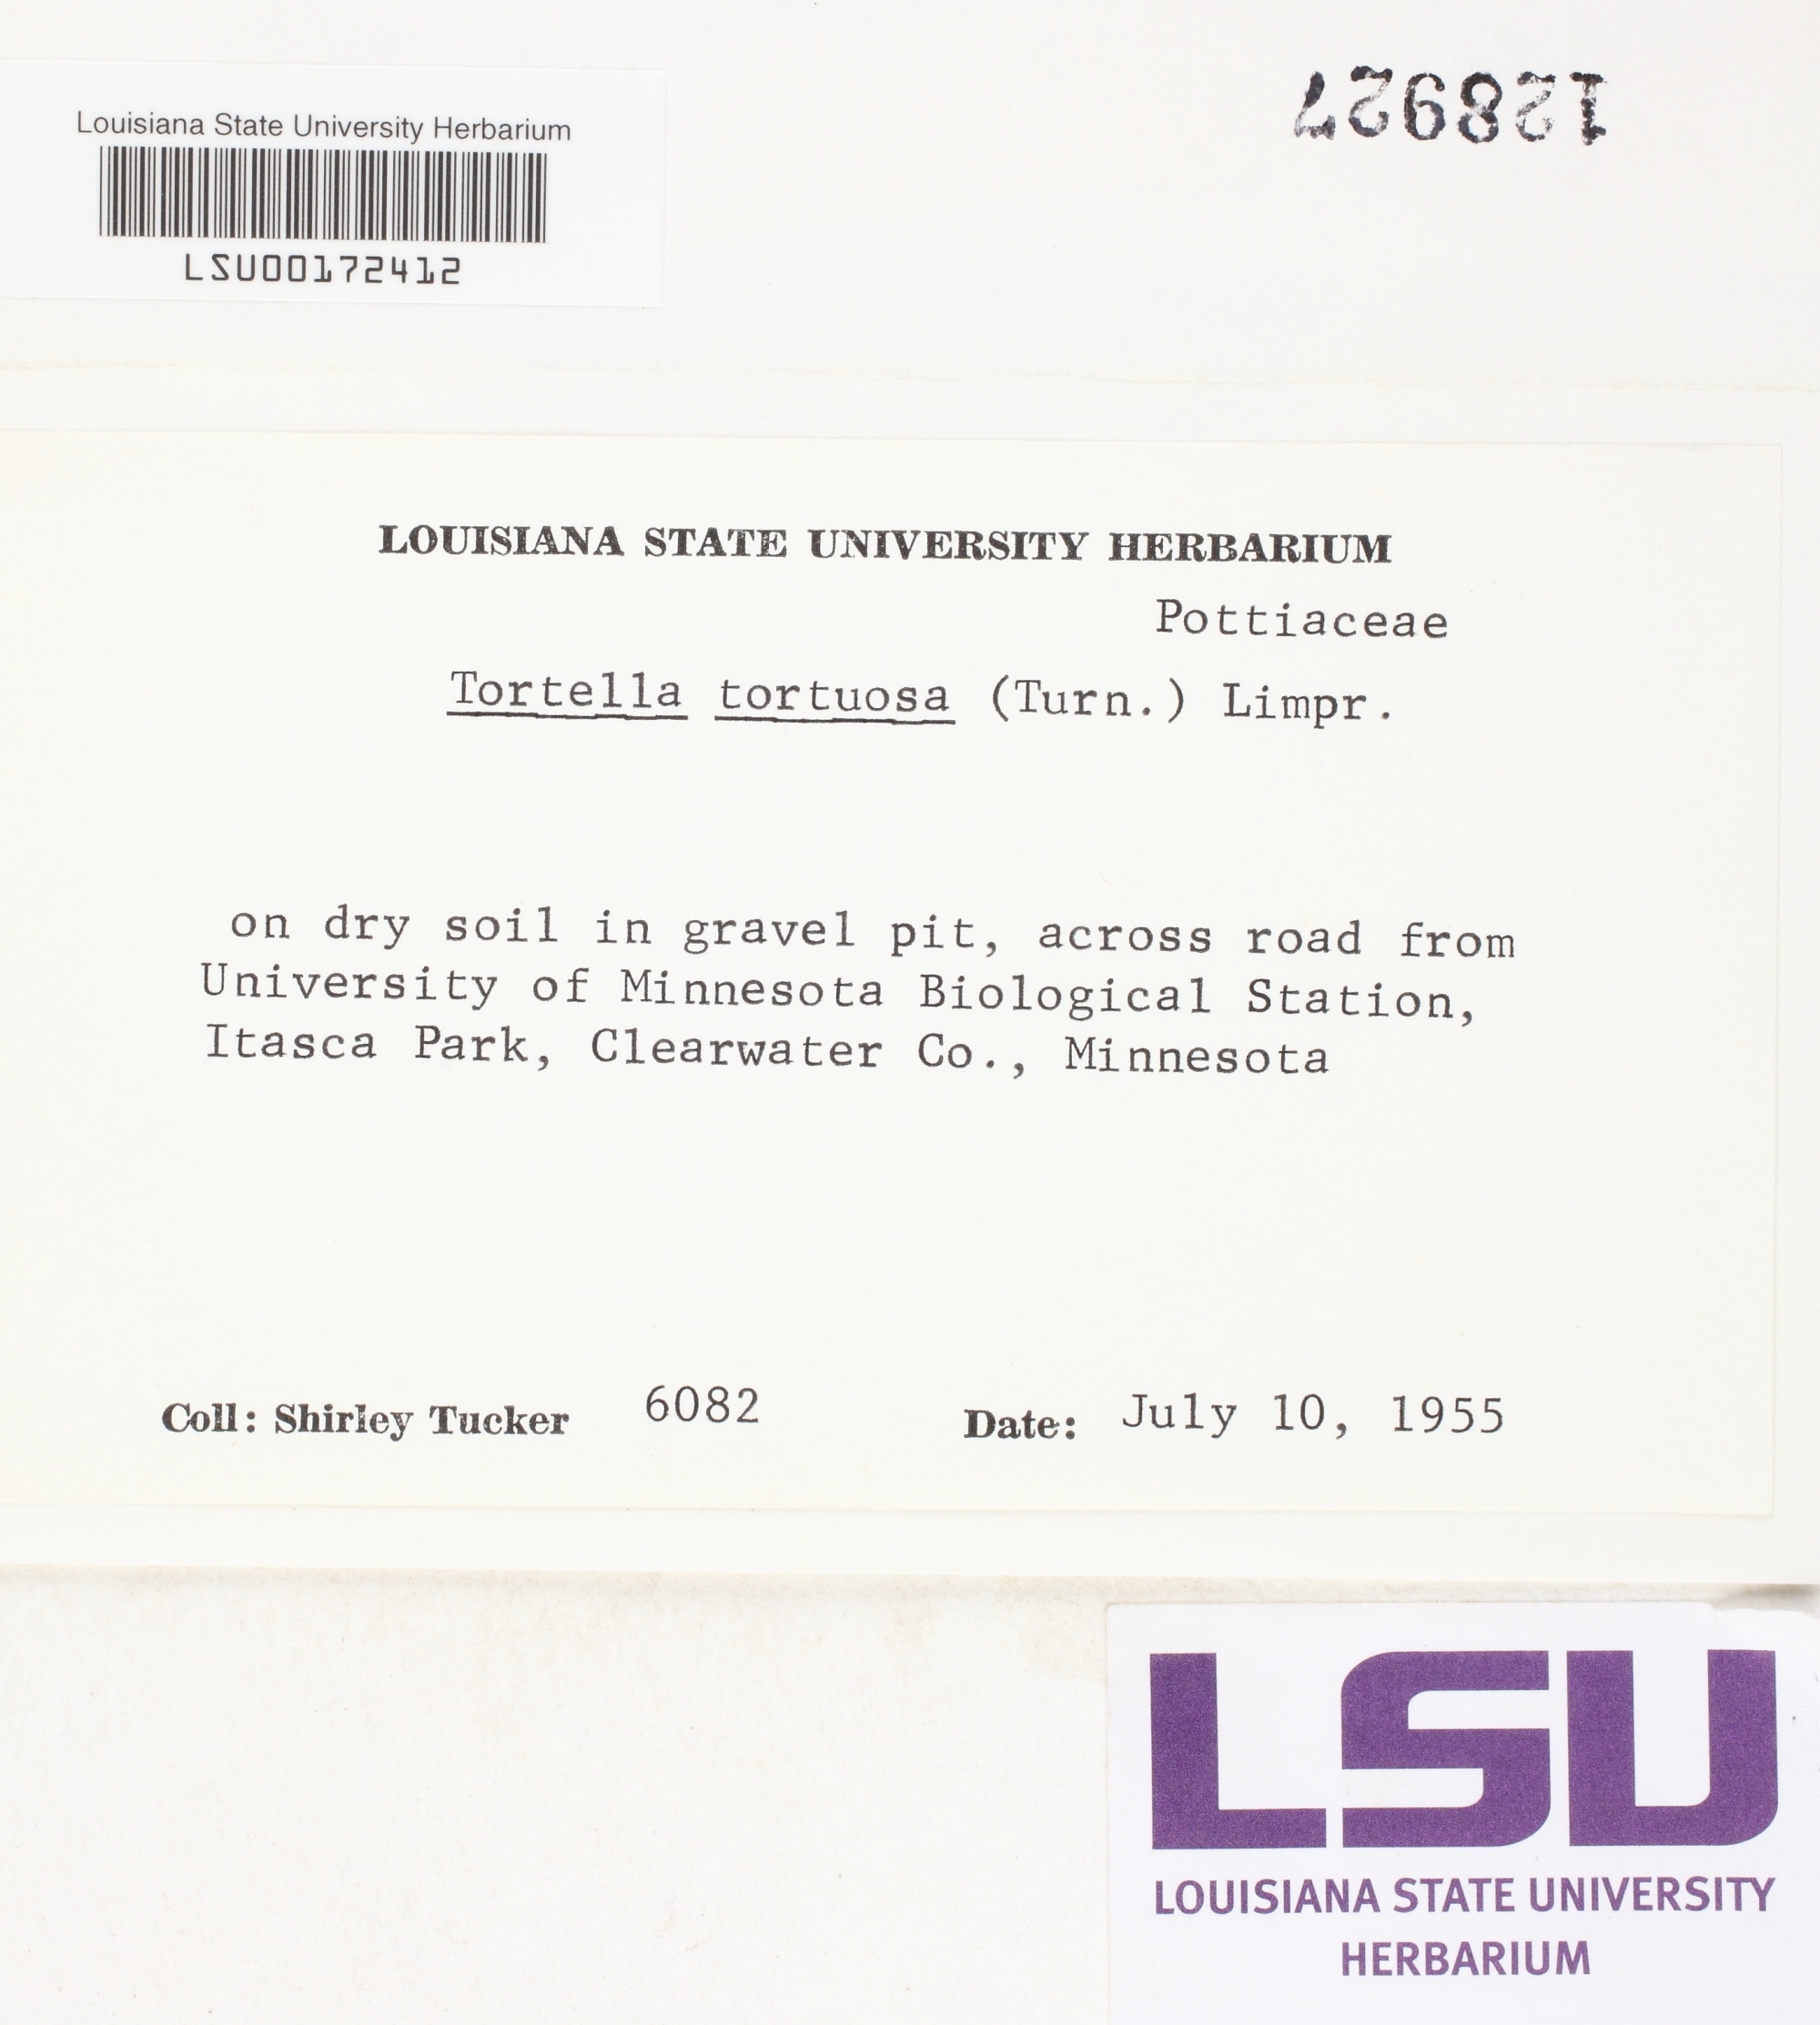 Louisiana State University Herbarium
LSU00172412
128927
LOUISIANA STATE UNIVERSITY HERBARIUM
Pottiaceae
Tortella tortuosa (Turn.) Limpr.
on dry soil in gravel pit, across road from
University of Minnesota Biological Station,
Itasca Park, Clearwater Co., Minnesota
Coll: Shirley Tucker 6082 Date: July 10, 1955
LSU
LOUISIANA STATE UNIVERSITY
HERBARIUM